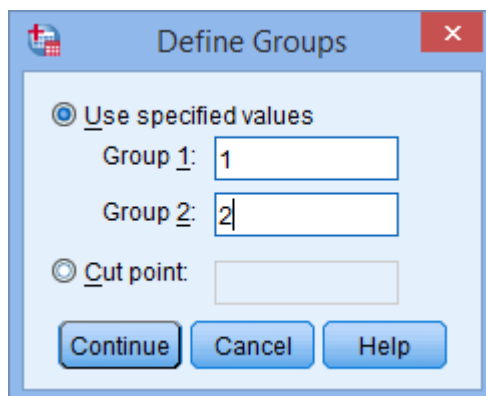 Define Groups
Use specified values
Group 1: 1
Group 2: 2
Cut point:
Continue Cancel Help